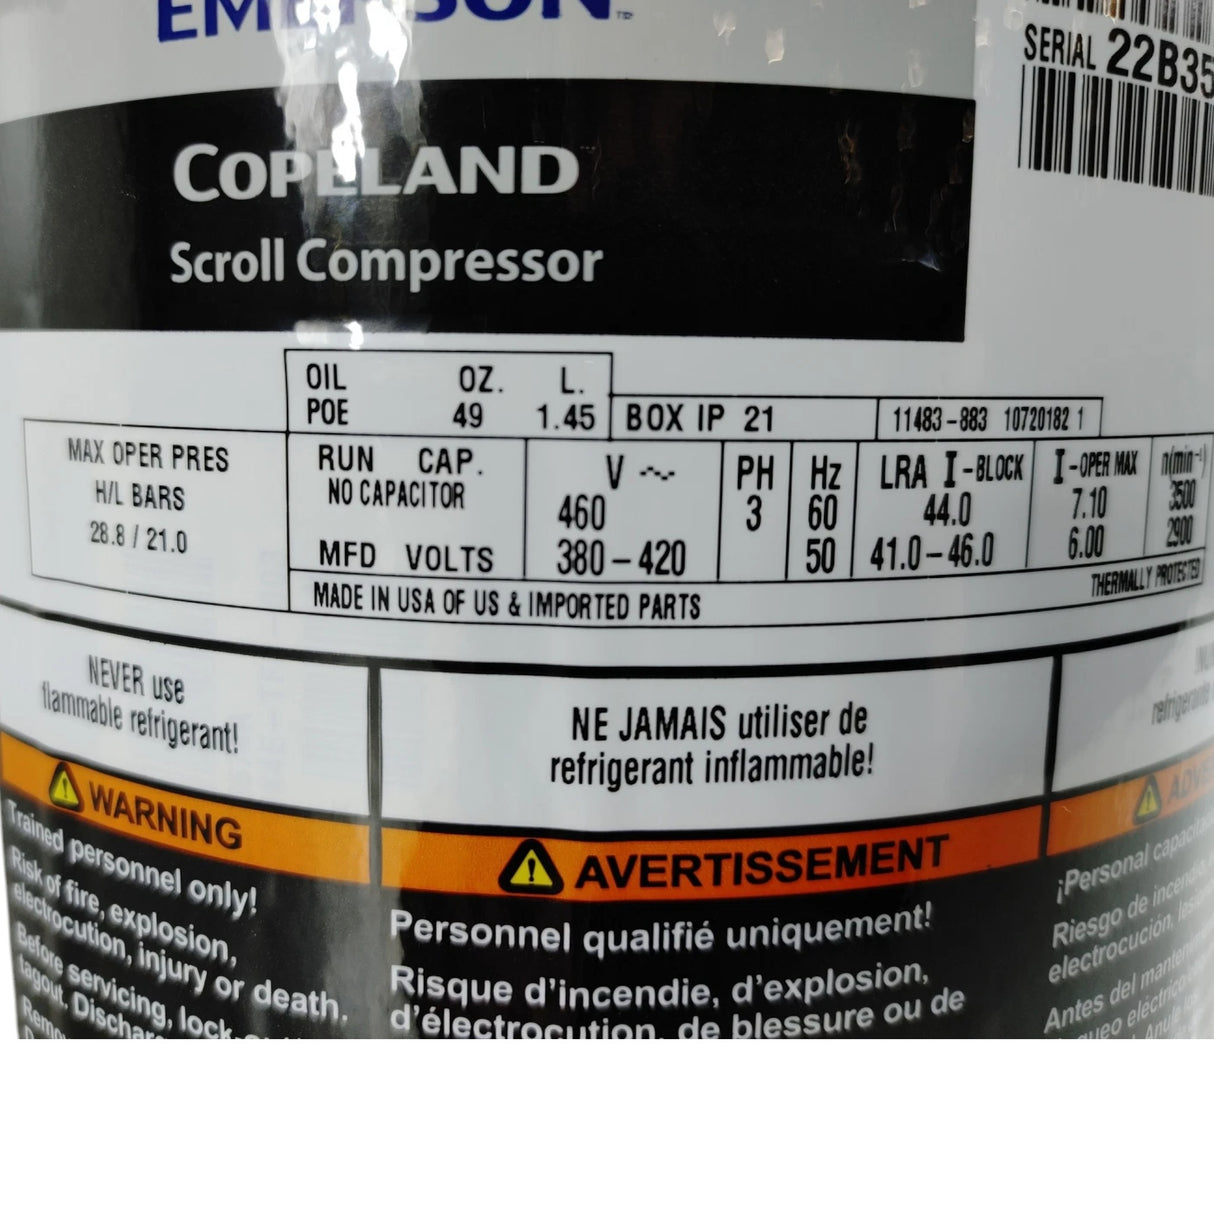 EMERSON™
SERIAL 22B35
COPELAND
Scroll Compressor
OIL OZ. L.
POE 49 1.45 BOX IP 21 11483-883 10720182 1
MAX OPER PRES
H/L BARS
28.8 / 21.0
RUN CAP.
NO CAPACITOR
MFD VOLTS
V ~
460
380-420
PH
3
Hz
60
50
LRA I-BLOCK
44.0
41.0-46.0
I-OPER MAX
7.10
6.00
n(min⁻¹)
3500
2900
MADE IN USA OF US & IMPORTED PARTS
THERMALLY PROTECTED
NEVER use
flammable refrigerant!
WARNING
Trained personnel only!
Risk of fire, explosion,
electrocution, injury or death.
Before servicing, lock
tagout. Dischar
NE JAMAIS utiliser de
refrigerant inflammable!
AVERTISSEMENT
Personnel qualifié uniquement!
Risque d'incendie, d'explosion,
d'électrocution, de blessure ou de
¡Personal
Riesgo de
electrocución,
Antes del